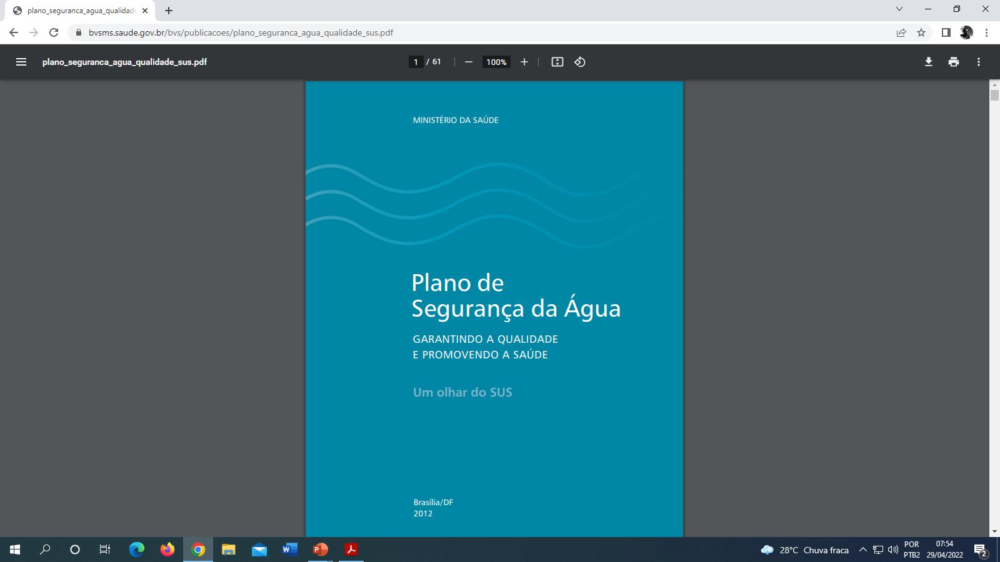 plano_seguranca_agua_qualidade
bvsms.saude.gov.br/bvs/publicacoes/plano_seguranca_agua_qualidade_sus.pdf
plano_seguranca_agua_qualidade_sus.pdf
1 / 61
100%
MINISTÉRIO DA SAÚDE
Plano de
Segurança da Água
GARANTINDO A QUALIDADE
E PROMOVENDO A SAÚDE
Um olhar do SUS
Brasília/DF
2012
28°C Chuva fraca
POR
PTB2
07:54
29/04/2022
2